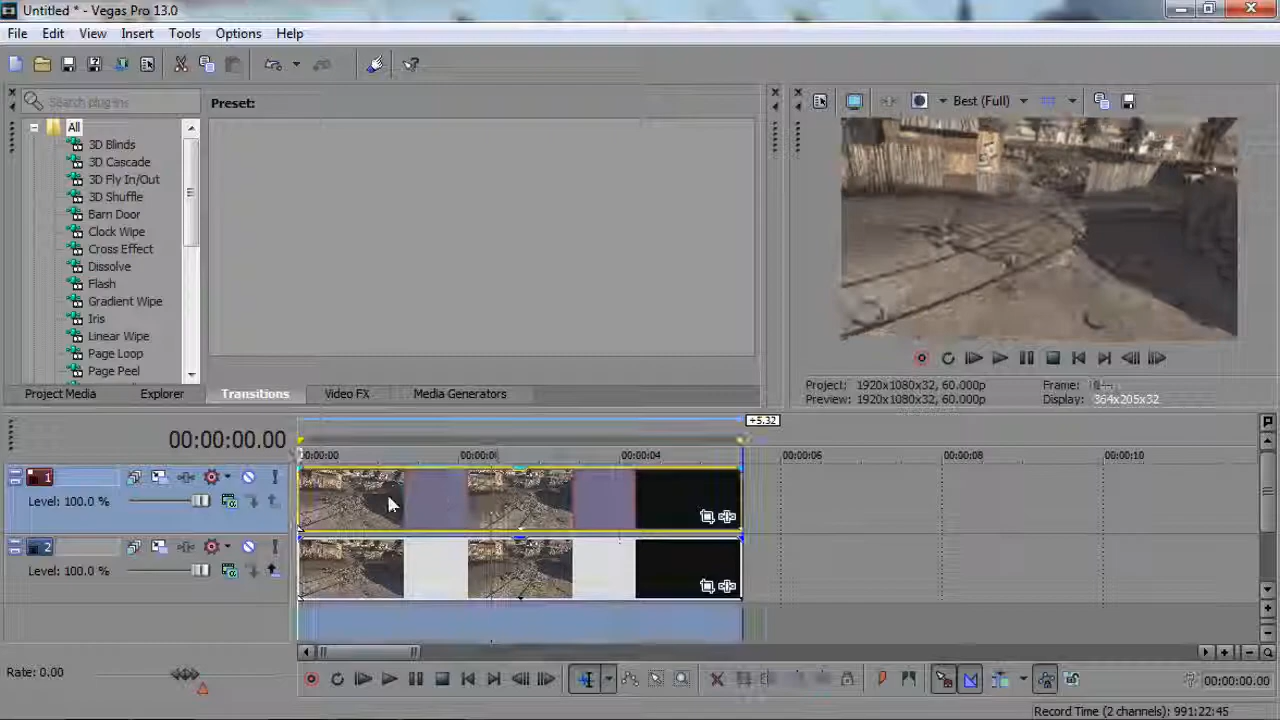 Untitled * - Vegas Pro 13.0
File Edit View Insert Tools Options Help
Search plug-ins
Preset:
Best (Full)
All
3D Blinds
3D Cascade
3D Fly In/Out
3D Shuffle
Barn Door
Clock Wipe
Cross Effect
Dissolve
Flash
Gradient Wipe
Iris
Linear Wipe
Page Loop
Page Peel
Project Media Explorer Transitions Video FX Media Generators
Project: 1920x1080x32, 60.000p Frame:
Preview: 1920x1080x32, 60.000p Display: 364x205x32
+5.32
00:00:00.00
00:00:04 00:00:06 00:00:08 00:00:10
1
Level: 100.0 %
2
Level: 100.0 %
Rate: 0.00
00:00:00.00
Record Time (2 channels): 991:22:45